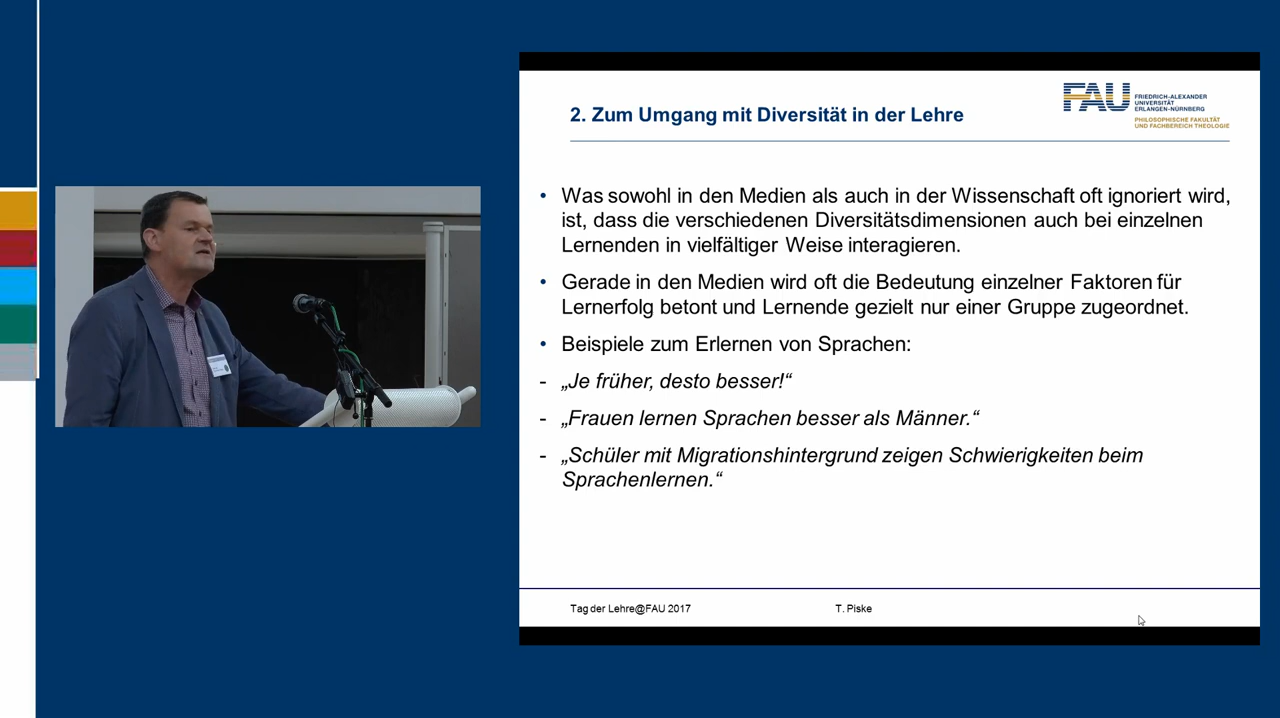 2. Zum Umgang mit Diversität in der Lehre
FAU
FRIEDRICH-ALEXANDER
UNIVERSITÄT
ERLANGEN-NÜRNBERG
PHILOSOPHISCHE FAKULTÄT
UND FACHBEREICH THEOLOGIE
• Was sowohl in den Medien als auch in der Wissenschaft oft ignoriert wird,
ist, dass die verschiedenen Diversitätsdimensionen auch bei einzelnen
Lernenden in vielfältiger Weise interagieren.
• Gerade in den Medien wird oft die Bedeutung einzelner Faktoren für
Lernerfolg betont und Lernende gezielt nur einer Gruppe zugeordnet.
• Beispiele zum Erlernen von Sprachen:
- „Je früher, desto besser!“
- „Frauen lernen Sprachen besser als Männer.“
- „Schüler mit Migrationshintergrund zeigen Schwierigkeiten beim
Sprachenlernen.“
Tag der Lehre@FAU 2017 T. Piske